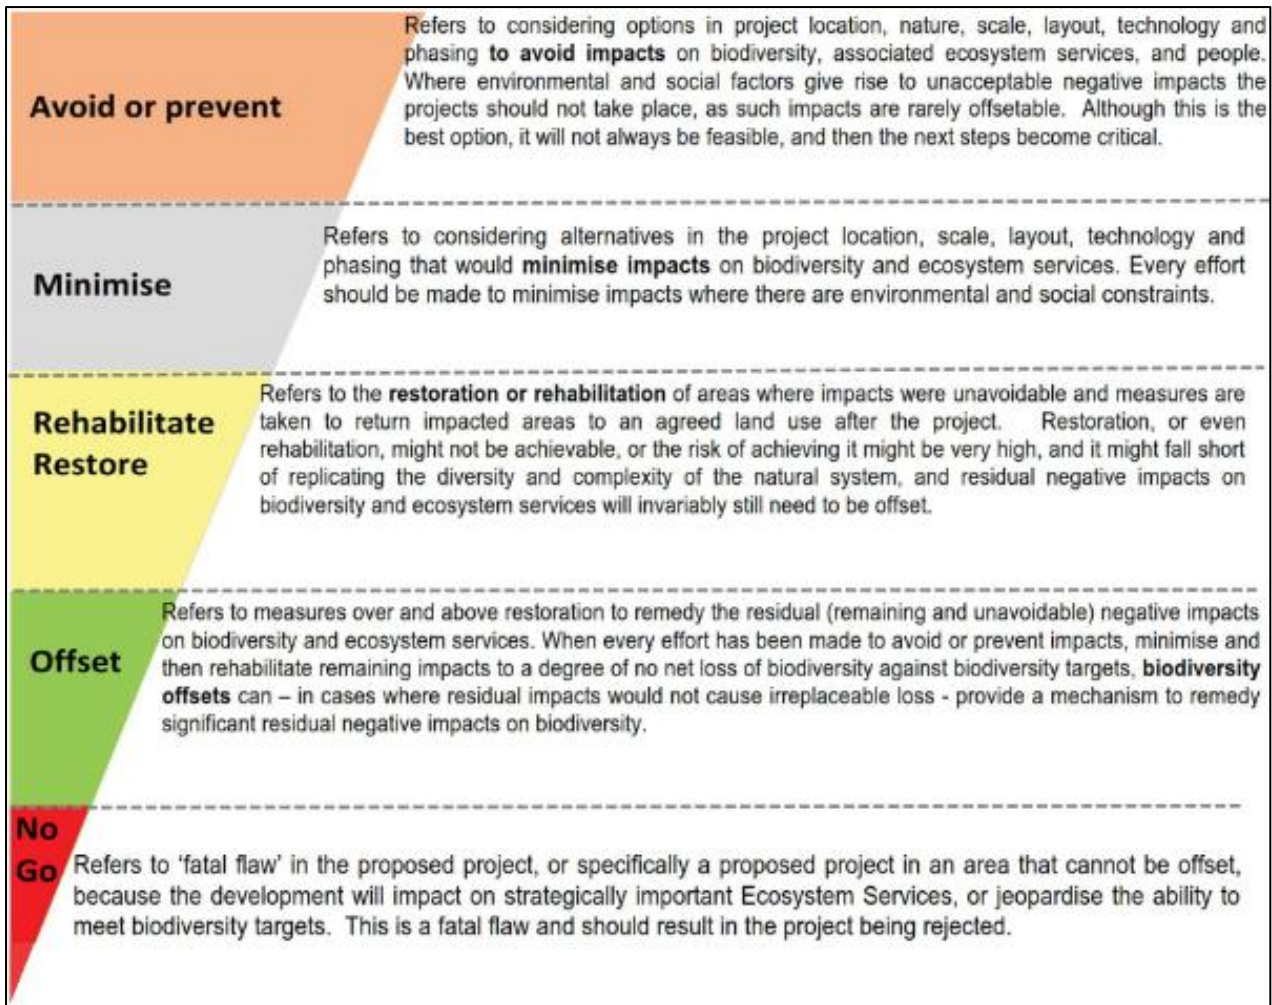 Refers to considering options in project location, nature, scale, layout, technology and
phasing to avoid impacts on biodiversity, associated ecosystem services, and people.
Where environmental and social factors give rise to unacceptable negative impacts the
projects should not take place, as such impacts are rarely offsetable. Although this is the
best option, it will not always be feasible, and then the next steps become critical.
Avoid or prevent
Refers to considering alternatives in the project location, scale, layout, technology and
phasing that would minimise impacts on biodiversity and ecosystem services. Every effort
should be made to minimise impacts where there are environmental and social constraints.
Minimise
Refers to the restoration or rehabilitation of areas where impacts were unavoidable and measures are
taken to return impacted areas to an agreed land use after the project. Restoration, or even
rehabilitation, might not be achievable, or the risk of achieving it might be very high, and it might fall short
of replicating the diversity and complexity of the natural system, and residual negative impacts on
biodiversity and ecosystem services will invariably still need to be offset.
Rehabilitate
Restore
Refers to measures over and above restoration to remedy the residual (remaining and unavoidable) negative impacts
on biodiversity and ecosystem services. When every effort has been made to avoid or prevent impacts, minimise and
then rehabilitate remaining impacts to a degree of no net loss of biodiversity against biodiversity targets, biodiversity
offsets can – in cases where residual impacts would not cause irreplaceable loss - provide a mechanism to remedy
significant residual negative impacts on biodiversity.
Offset
No
Go
Refers to ‘fatal flaw’ in the proposed project, or specifically a proposed project in an area that cannot be offset,
because the development will impact on strategically important Ecosystem Services, or jeopardise the ability to
meet biodiversity targets. This is a fatal flaw and should result in the project being rejected.